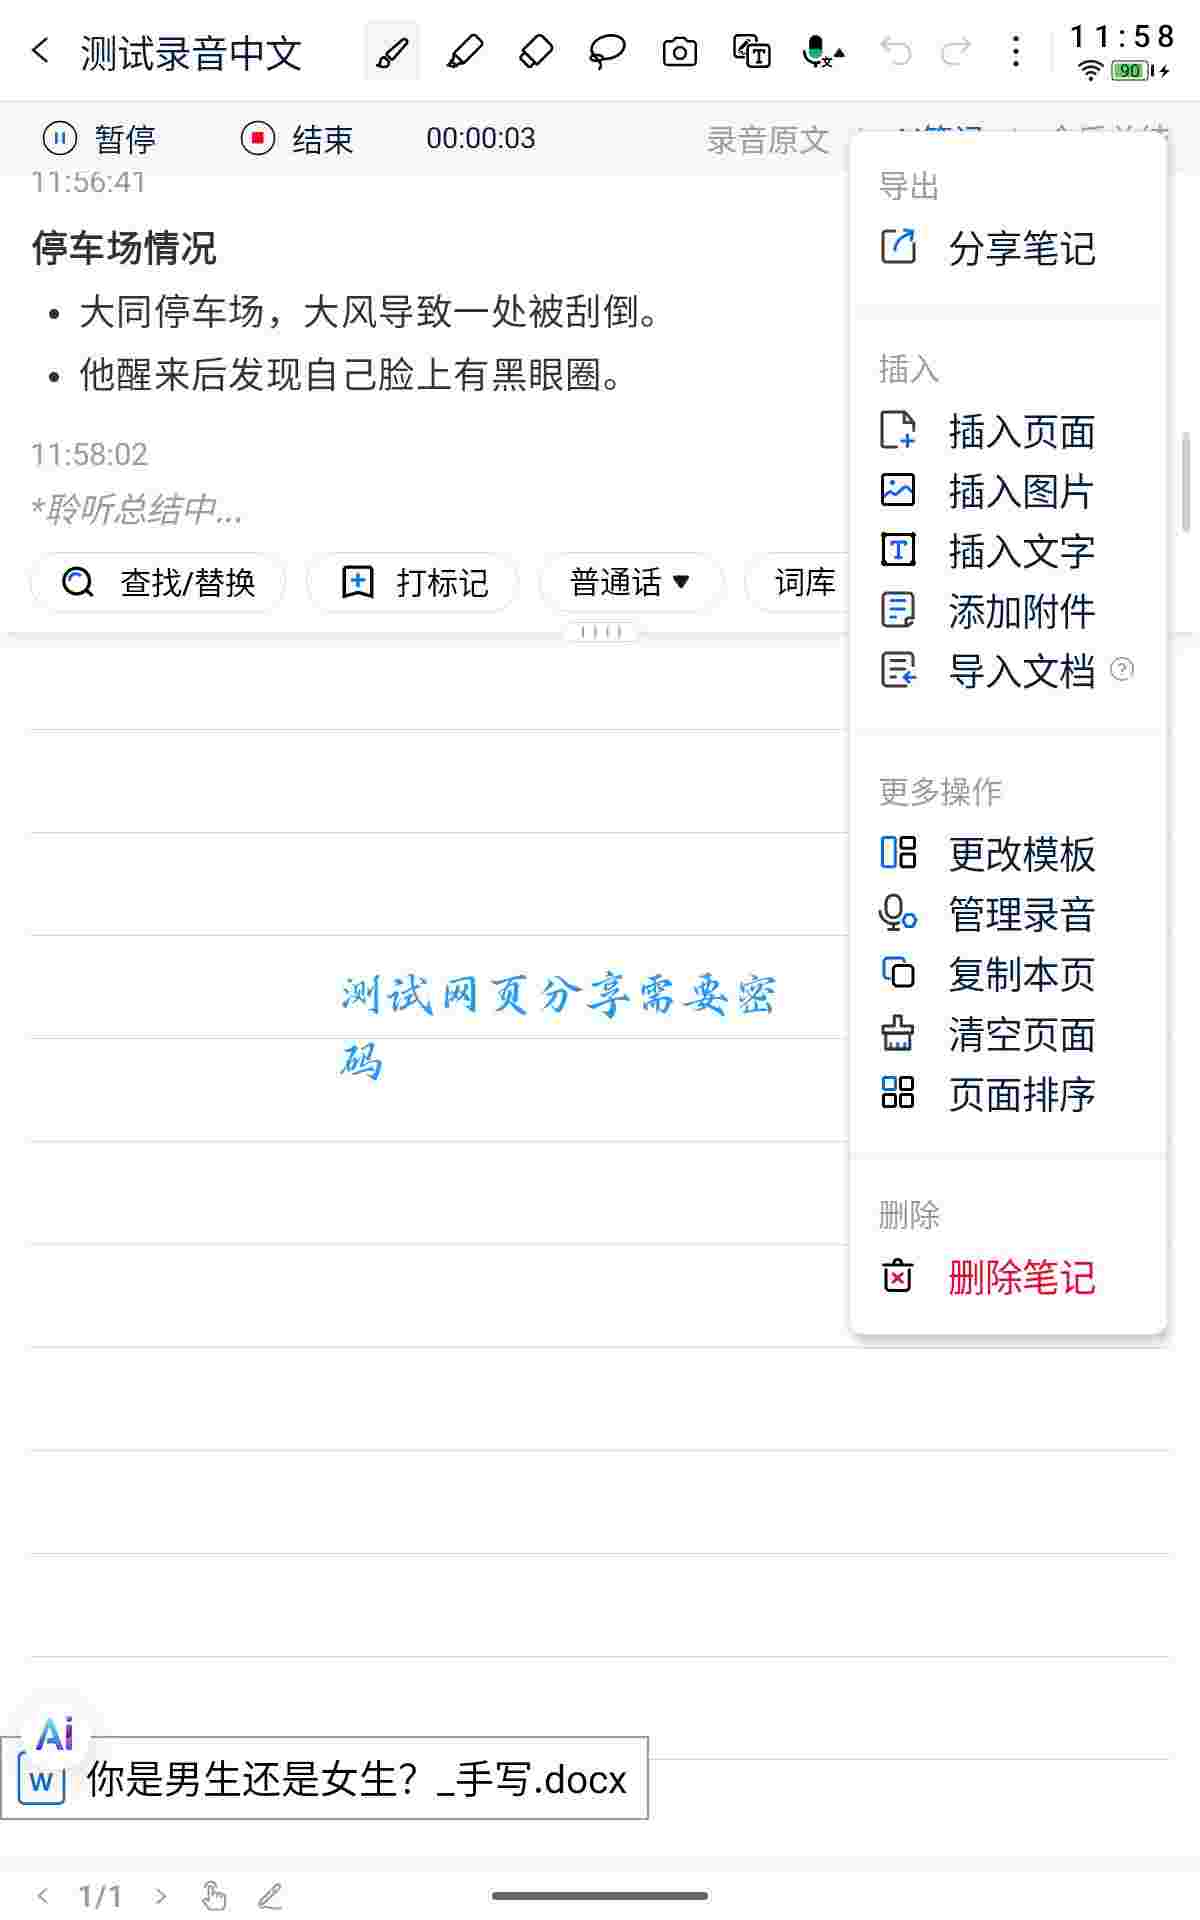 测试录音中文
11:58
90
暂停
结束
00:00:03
录音原文
11:56:41
停车场情况
大同停车场，大风导致一处被刮倒。
他醒来后发现自己脸上有黑眼圈。
11:58:02
*聆听总结中...
查找/替换
打标记
普通话
词库
导出
分享笔记
插入
插入页面
插入图片
插入文字
添加附件
导入文档
更多操作
更改模板
管理录音
复制本页
清空页面
页面排序
删除
删除笔记
测试网页分享需要密
码
Ai
W 你是男生还是女生？_手写.docx
1/1